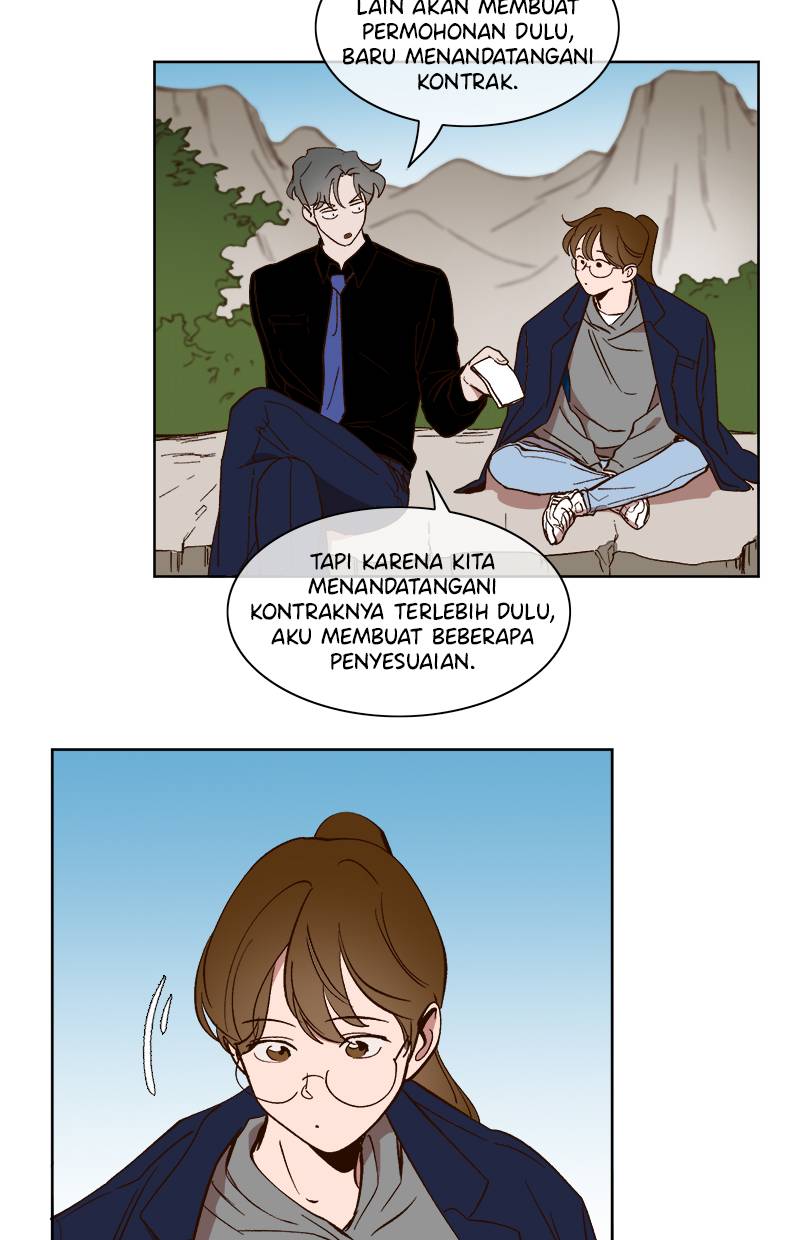 LAIN AKAN MEMBUAT
PERMOHONAN DULU,
BARU MENANDATANGANI
KONTRAK.
TAPI KARENA KITA
MENANDATANGANI
KONTRAKNYA TERLEBIH DULU,
AKU MEMBUAT BEBERAPA
PENYESUAIAN.